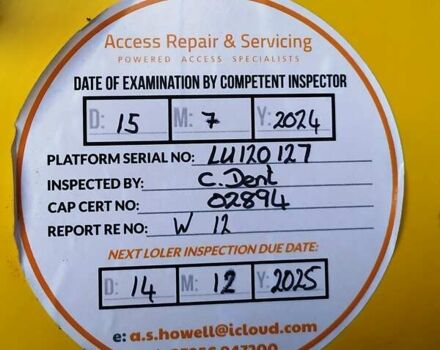 Access Repair & Servicing
POWERED ACCESS SPECIALISTS
DATE OF EXAMINATION BY COMPETENT INSPECTOR
D: 15 M: 7 Y: 2024
PLATFORM SERIAL NO: LU120127
INSPECTED BY: C. Dent
CAP CERT NO: 02894
REPORT RE NO: W 12
NEXT LOLER INSPECTION DUE DATE:
D: 14 M: 12 Y: 2025
e: a.s.howell@icloud.com